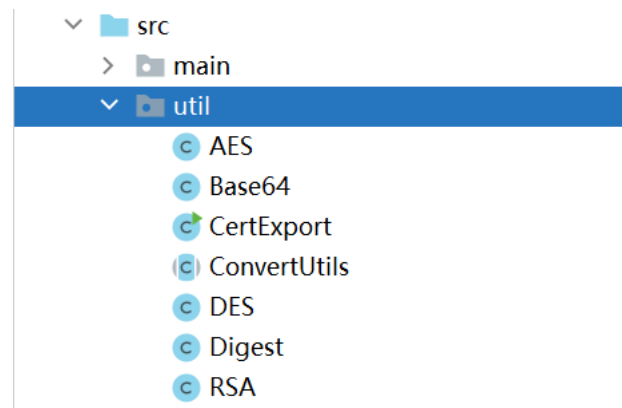 src
main
util
AES
Base64
CertExport
ConvertUtils
DES
Digest
RSA